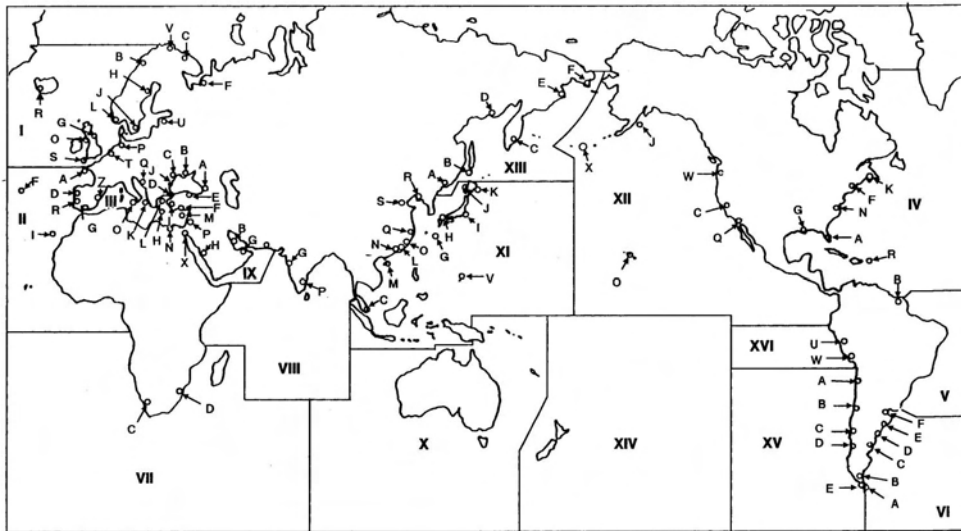 V
C
B
F
H
E
F
R
J
D
L
I
G
U
O
P
C
J
X
S
T
C
B
A
B
XIII
W
K
A
Q
J
R
XII
F
F
Z
D
E
S
K
IV
D
III
F
J
C
N
II
R
M
I
G
A
G
O
P
Q
H
XI
Q
I
K
L
H
N
X
H
B
G
N
O
G
R
IX
G
L
M
V
O
B
P
C
XVI
U
VIII
W
A
V
C
D
B
F
E
X
XIV
XV
C
D
D
C
VII
B
E
A
VI